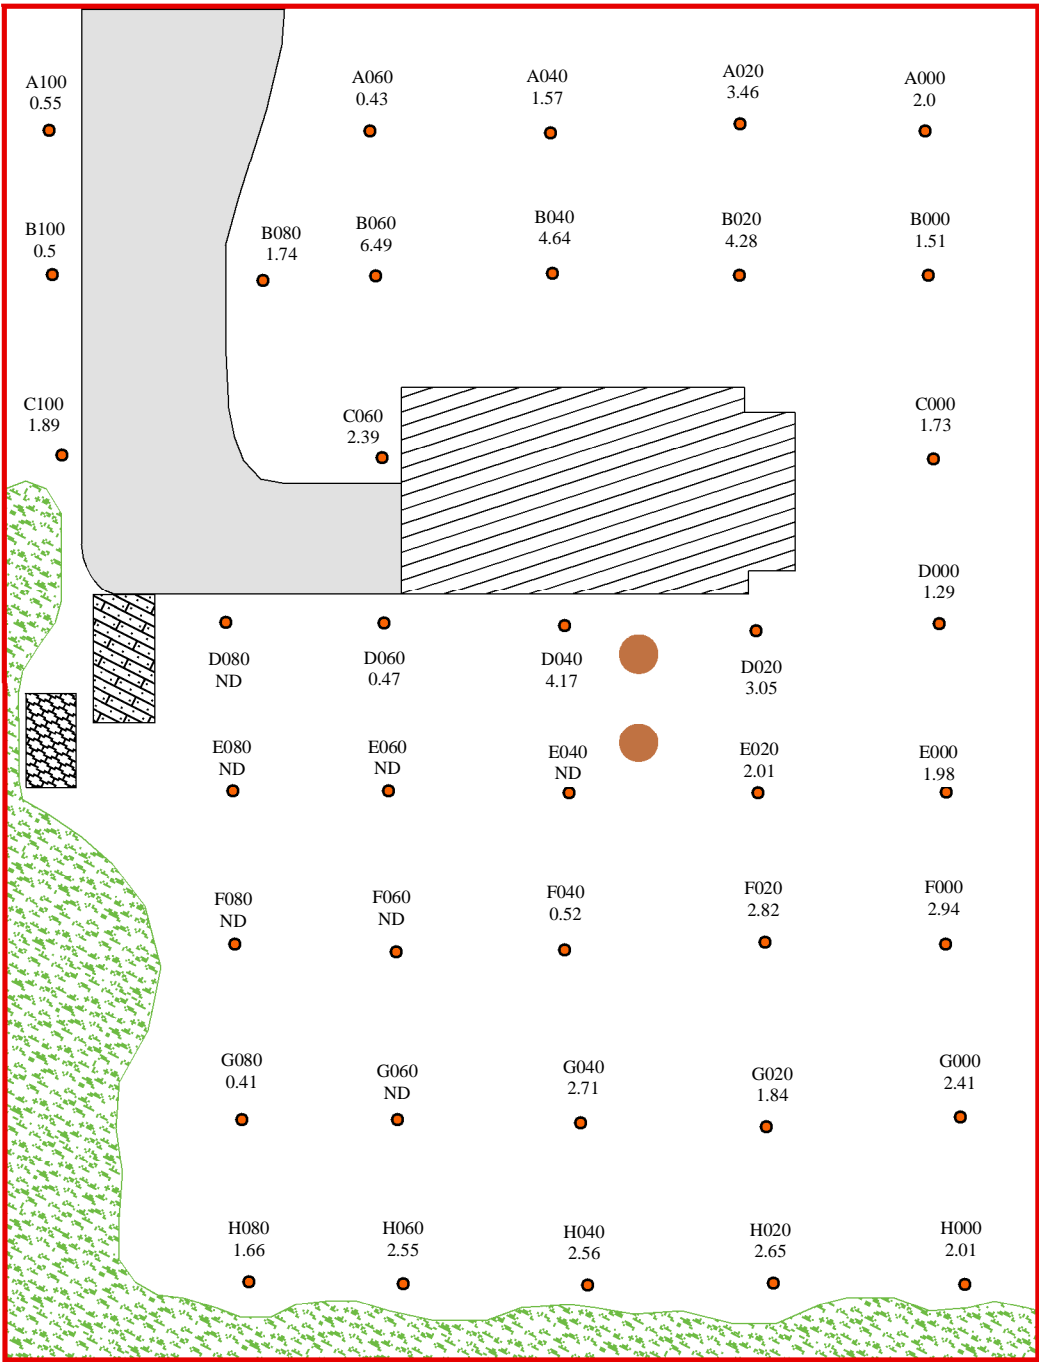 A100
0.55
A060
0.43
A040
1.57
A020
3.46
A000
2.0
B100
0.5
B080
1.74
B060
6.49
B040
4.64
B020
4.28
B000
1.51
C100
1.89
C060
2.39
C000
1.73
D080
ND
D060
0.47
D040
4.17
D020
3.05
D000
1.29
E080
ND
E060
ND
E040
ND
E020
2.01
E000
1.98
F080
ND
F060
ND
F040
0.52
F020
2.82
F000
2.94
G080
0.41
G060
ND
G040
2.71
G020
1.84
G000
2.41
H080
1.66
H060
2.55
H040
2.56
H020
2.65
H000
2.01